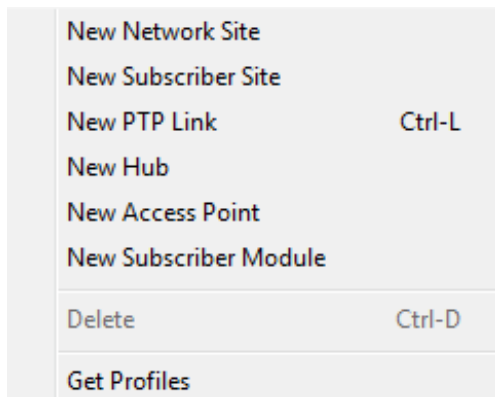 New Network Site
New Subscriber Site
New PTP Link Ctrl-L
New Hub
New Access Point
New Subscriber Module
Delete Ctrl-D
Get Profiles